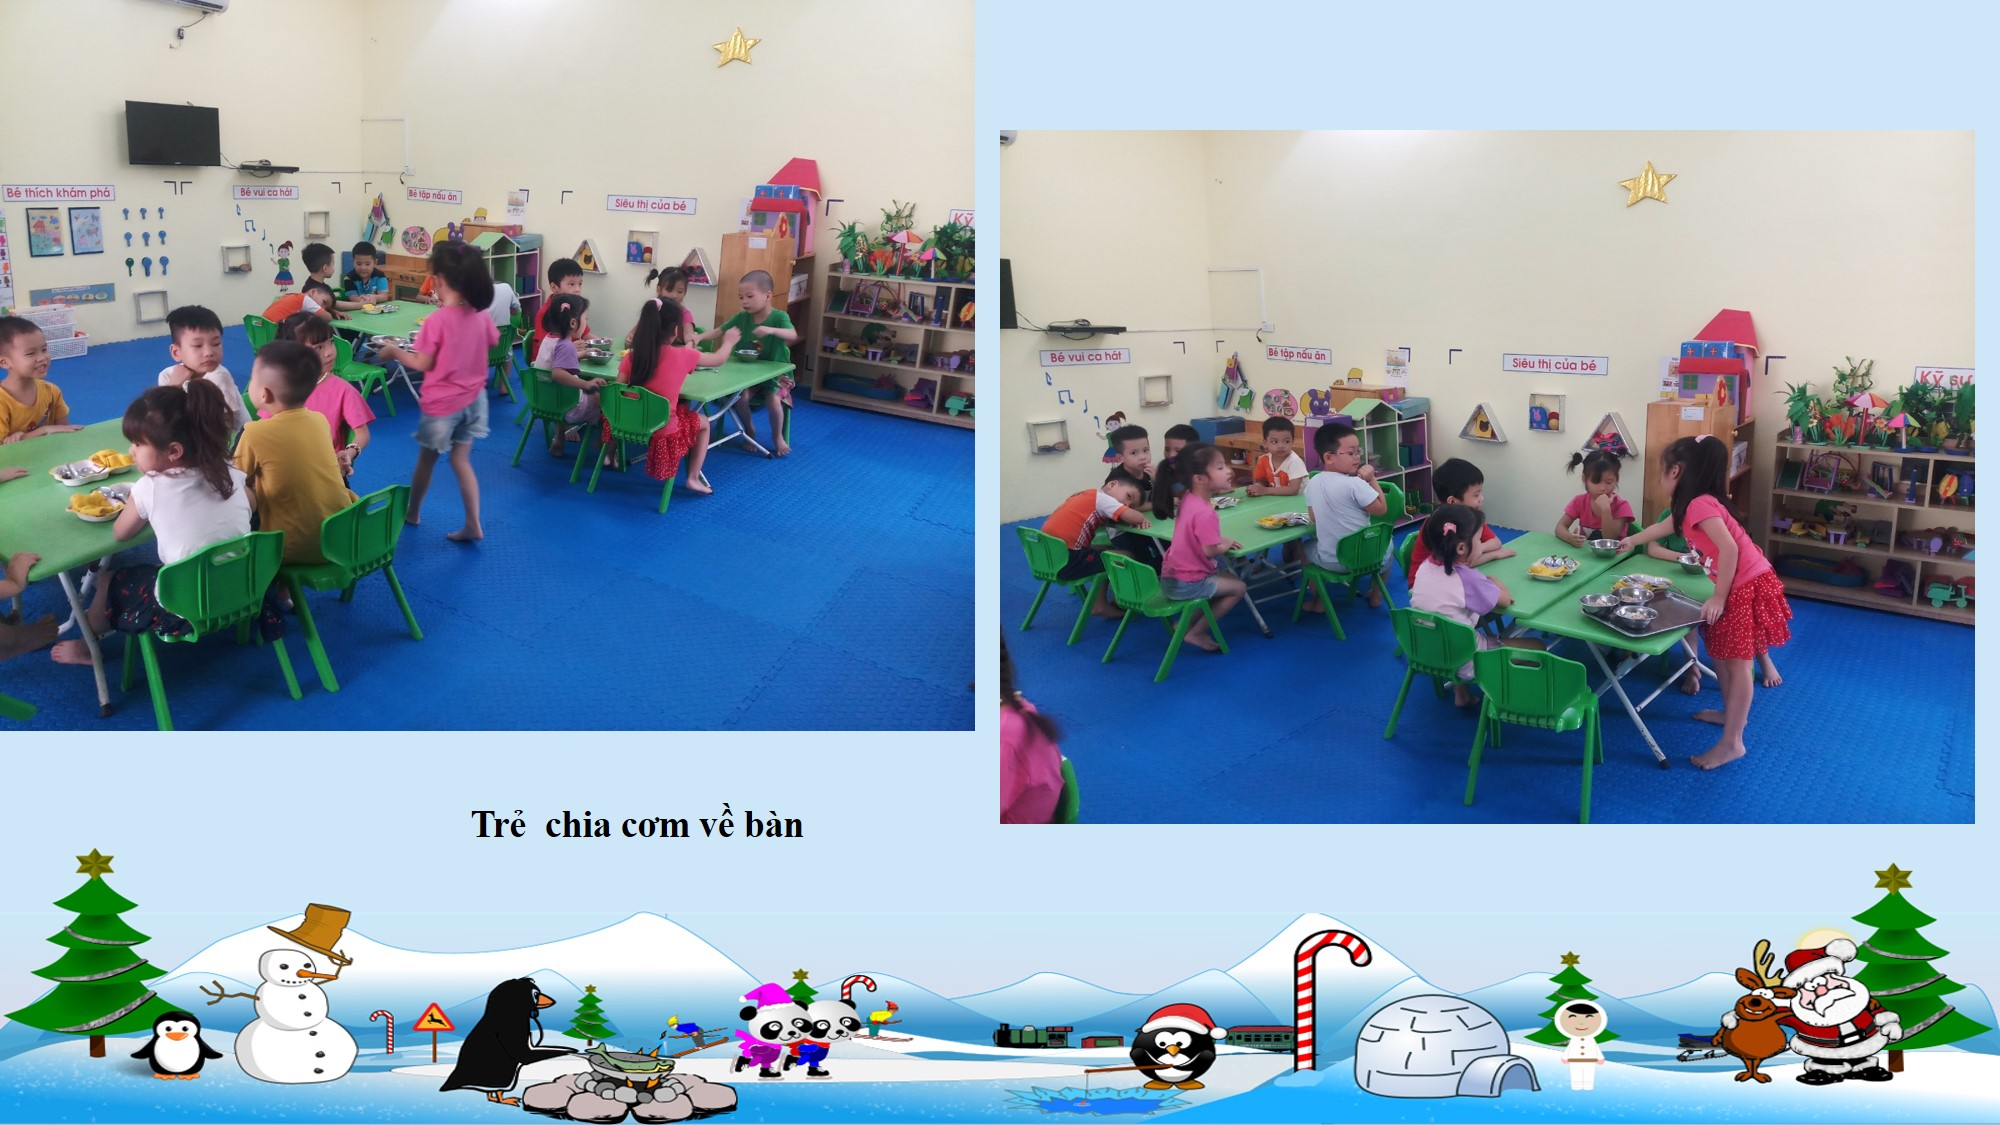 Bé thích khám phá
Bé vui ca hát
Bé tập nấu ăn
Siêu thị của bé
Bé vui ca hát
Bé tập nấu ăn
Siêu thị của bé
Trẻ  chia cơm về bàn